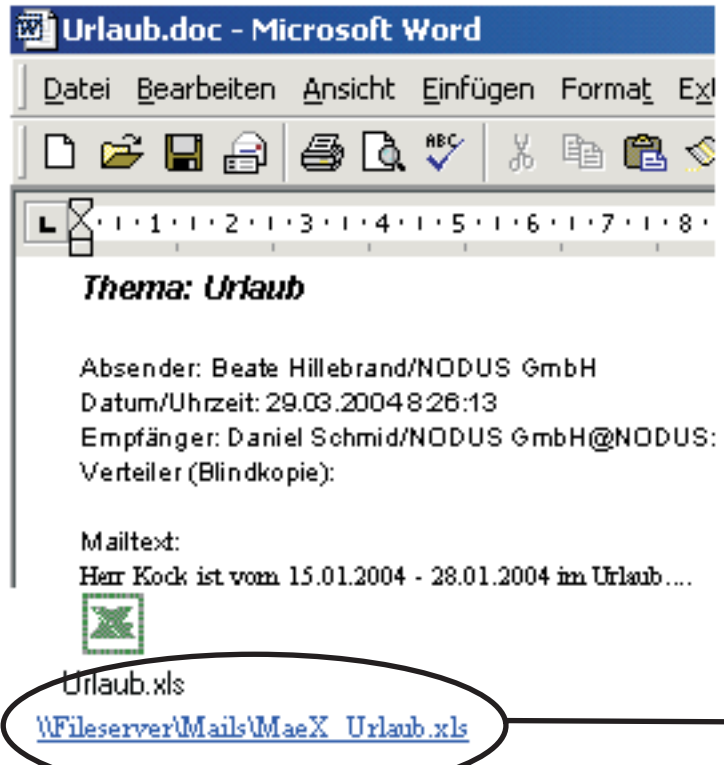 Urlaub.doc - Microsoft Word
Datei Bearbeiten Ansicht Einfügen Format
ABC
1 2 3 4 5 6 7 8
Thema: Urlaub
Absender: Beate Hillebrand/NODUS GmbH
Datum/Uhrzeit: 29.03.2004 8:26:13
Empfänger: Daniel Schmid/NODUS GmbH@NODUS:
Verteiler (Blindkopie):
Mailtext:
Herr Kock ist vom 15.01.2004 - 28.01.2004 im Urlaub....
Urlaub.xls
\\Fileserver\Mails\MaeX_Urlaub.xls